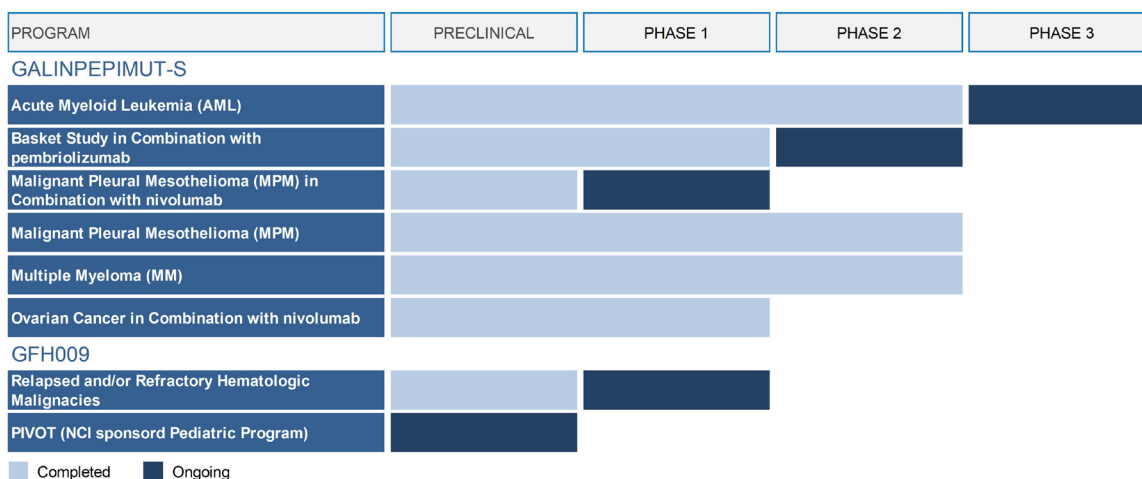 PROGRAM PRECLINICAL PHASE 1 PHASE 2 PHASE 3
GALINPEPIMUT-S
Acute Myeloid Leukemia (AML)
Basket Study in Combination with
pembriolizumab
Malignant Pleural Mesothelioma (MPM) in
Combination with nivolumab
Malignant Pleural Mesothelioma (MPM)
Multiple Myeloma (MM)
Ovarian Cancer in Combination with nivolumab
GFH009
Relapsed and/or Refractory Hematologic
Malignacies
PIVOT (NCI sponsord Pediatric Program)
Completed Ongoing